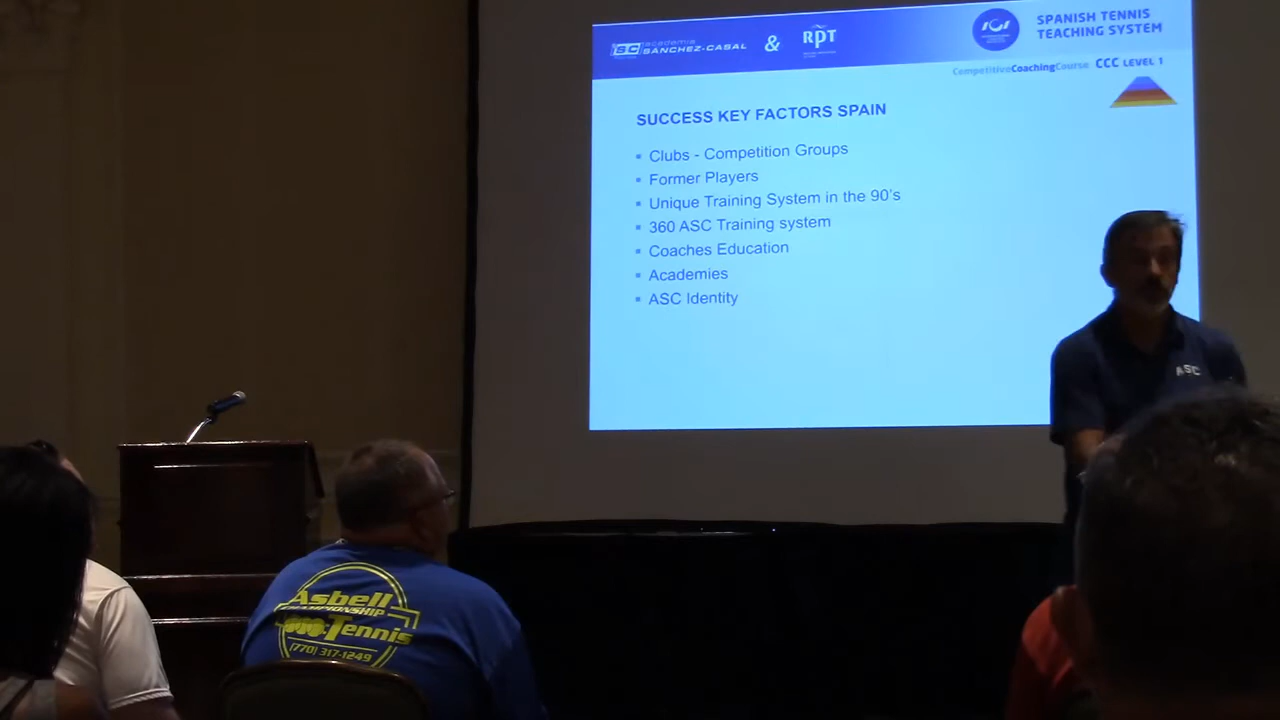 academia
SANCHEZ-CASAL
&
RPT
SPANISH TENNIS
TEACHING SYSTEM
CompetitiveCoachingCourse CCC LEVEL 1
SUCCESS KEY FACTORS SPAIN
▪ Clubs - Competition Groups
▪ Former Players
▪ Unique Training System in the 90's
▪ 360 ASC Training system
▪ Coaches Education
▪ Academies
▪ ASC Identity
ASC
Asbell
CHAMPIONSHIP
Tennis
(770) 317-1249